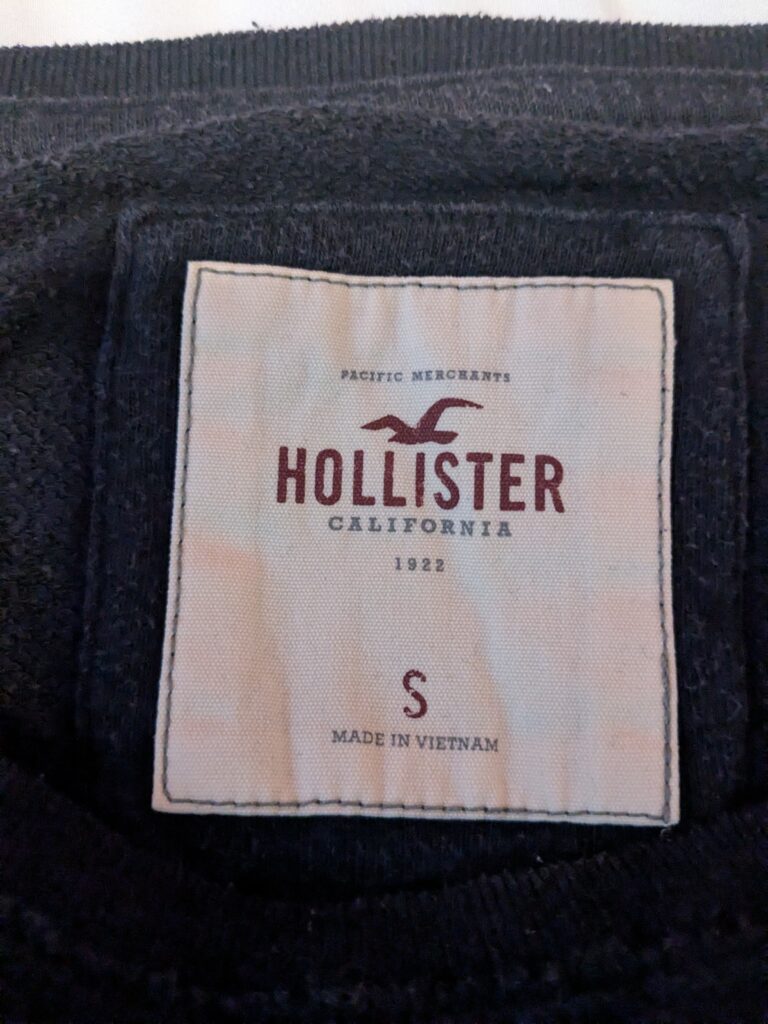 PACIFIC MERCHANTS
HOLLISTER
CALIFORNIA
1922
S
MADE IN VIETNAM